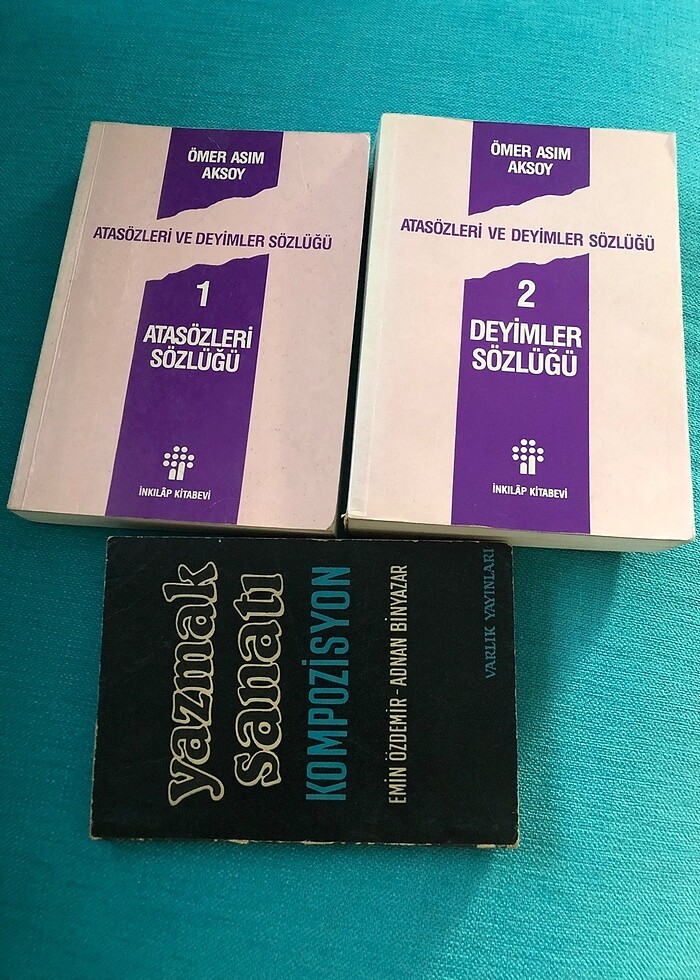 ÖMER ASIM
AKSOY
ATASÖZLERİ VE DEYİMLER SÖZLÜĞÜ
1
ATASÖZLERİ
SÖZLÜĞÜ
İNKILÂP KİTABEVİ
ÖMER ASIM
AKSOY
ATASÖZLERİ VE DEYİMLER SÖZLÜĞÜ
2
DEYİMLER
SÖZLÜĞÜ
İNKILÂP KİTABEVİ
yazmak
sanatı
KOMPOZİSYON
EMİN ÖZDEMİR - ADNAN BİNYAZAR
VARLIK YAYINLARI